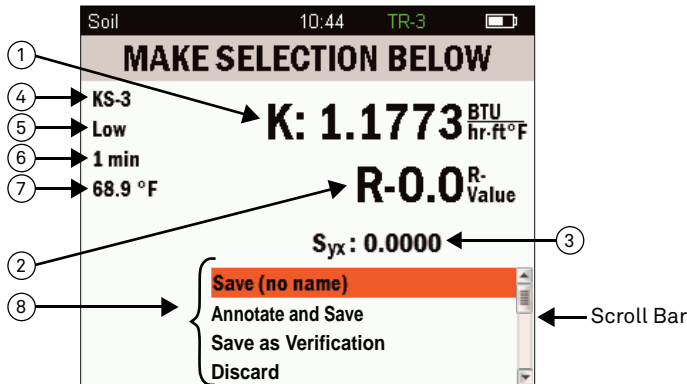 Soil 10:44 TR-3
MAKE SELECTION BELOW
1
4 KS-3
5 Low
6 1 min
7 68.9 °F
K: 1.1773 BTU
hr·ft°F
R-0.0 R-
Value
2
Syx: 0.0000 3
8
Save (no name)
Annotate and Save
Save as Verification
Discard
Scroll Bar